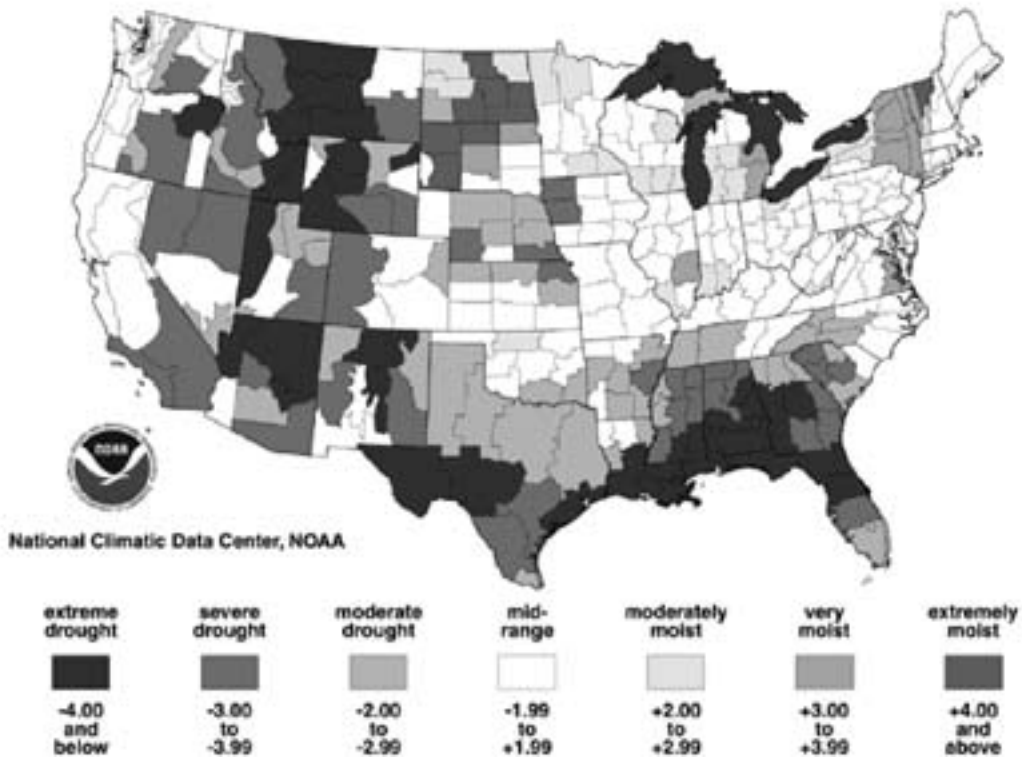 NOAA
National Climatic Data Center, NOAA
extreme drought
severe drought
moderate drought
mid-range
moderately moist
very moist
extremely moist
-4.00 and below
-3.00 to -3.99
-2.00 to -2.99
-1.99 to +1.99
+2.00 to +2.99
+3.00 to +3.99
+4.00 and above